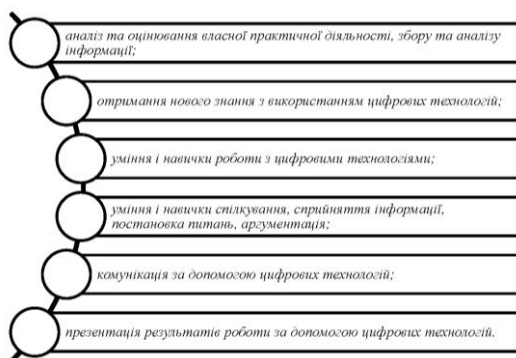 аналіз та оцінювання власної практичної діяльності, збору та аналізу
інформації;
отримання нового знання з використанням цифрових технологій;
уміння і навички роботи з цифровими технологіями;
уміння і навички спілкування, сприйняття інформації,
постановка питань, аргументація;
комунікація за допомогою цифрових технологій;
презентація результатів роботи за допомогою цифрових технологій.